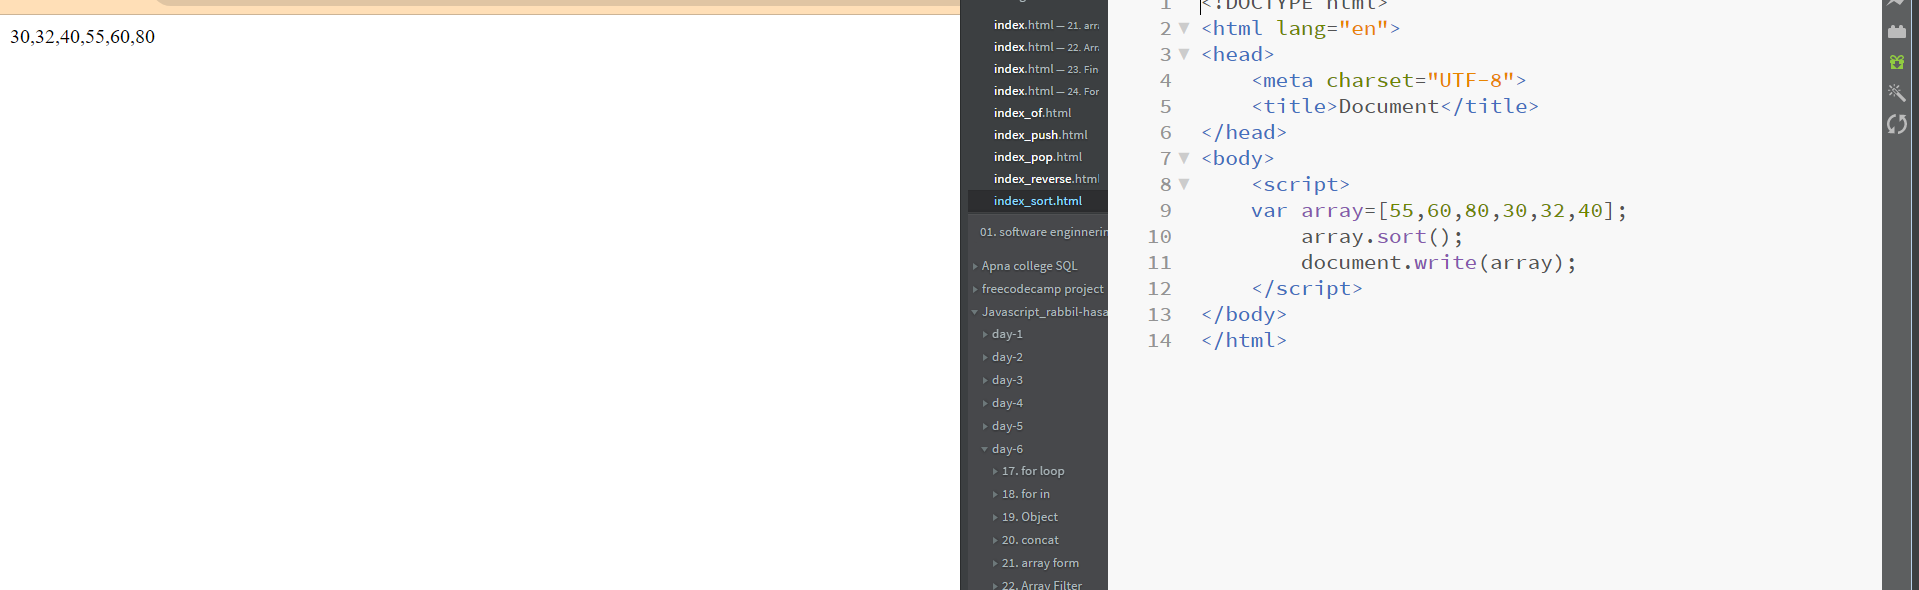 30,32,40,55,60,80
index.html — 21. arr
index.html — 22. Arr
index.html — 23. Fin
index.html — 24. For
index_of.html
index_push.html
index_pop.html
index_reverse.html
index_sort.html
01. software enginnerin
Apna college SQL
freecodecamp project
Javascript_rabbil-hasa
day-1
day-2
day-3
day-4
day-5
day-6
17. for loop
18. for in
19. Object
20. concat
21. array form
22. Array Filter
1 <!DOCTYPE html>
2 <html lang="en">
3 <head>
4 <meta charset="UTF-8">
5 <title>Document</title>
6 </head>
7 <body>
8 <script>
9 var array=[55,60,80,30,32,40];
10 array.sort();
11 document.write(array);
12 </script>
13 </body>
14 </html>